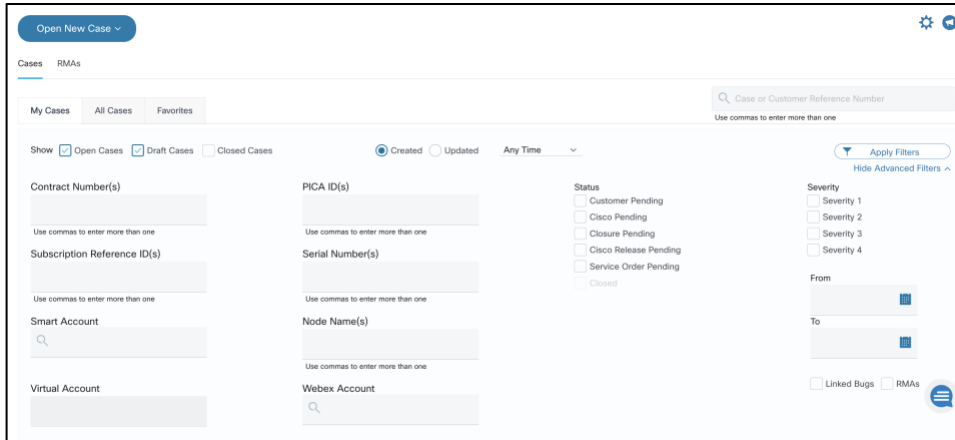 Open New Case
Cases RMAs
My Cases All Cases Favorites
Case or Customer Reference Number
Use commas to enter more than one
Show Open Cases Draft Cases Closed Cases Created Updated Any Time Apply Filters
Hide Advanced Filters
Contract Number(s)
Use commas to enter more than one
Subscription Reference ID(s)
Use commas to enter more than one
Smart Account
Virtual Account
PICA ID(s)
Use commas to enter more than one
Serial Number(s)
Use commas to enter more than one
Node Name(s)
Use commas to enter more than one
Webex Account
Status
Customer Pending
Cisco Pending
Closure Pending
Cisco Release Pending
Service Order Pending
Closed
Severity
Severity 1
Severity 2
Severity 3
Severity 4
From
To
Linked Bugs RMAs